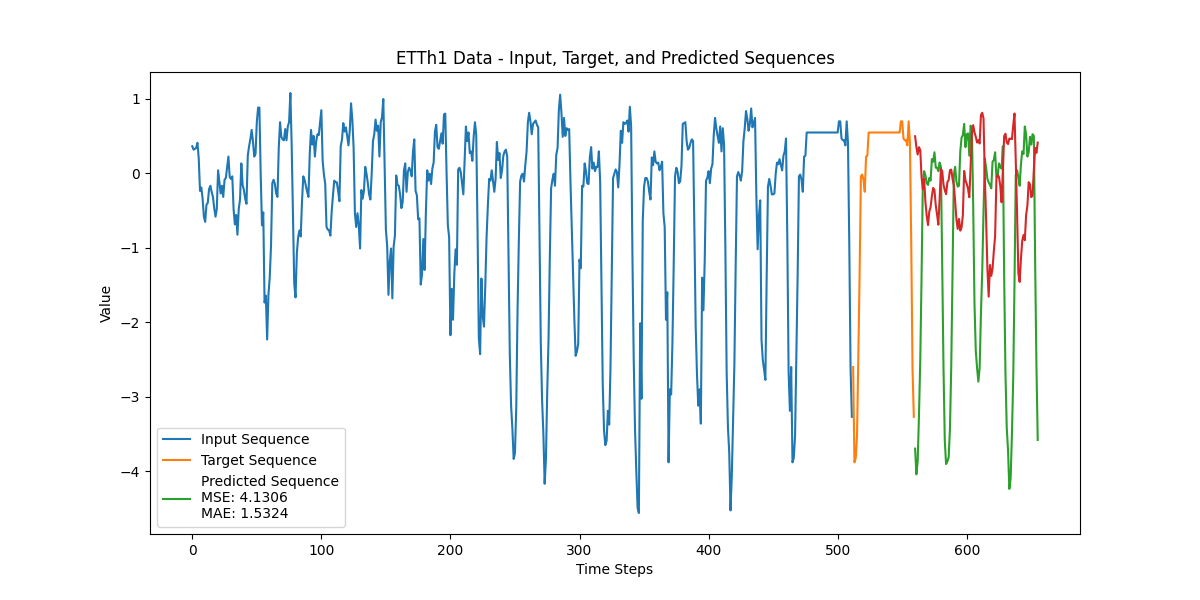 ETTh1 Data - Input, Target, and Predicted Sequences
Value
1
0
−1
−2
−3
−4
Input Sequence
Target Sequence
Predicted Sequence
MSE: 4.1306
MAE: 1.5324
0 100 200 300 400 500 600
Time Steps